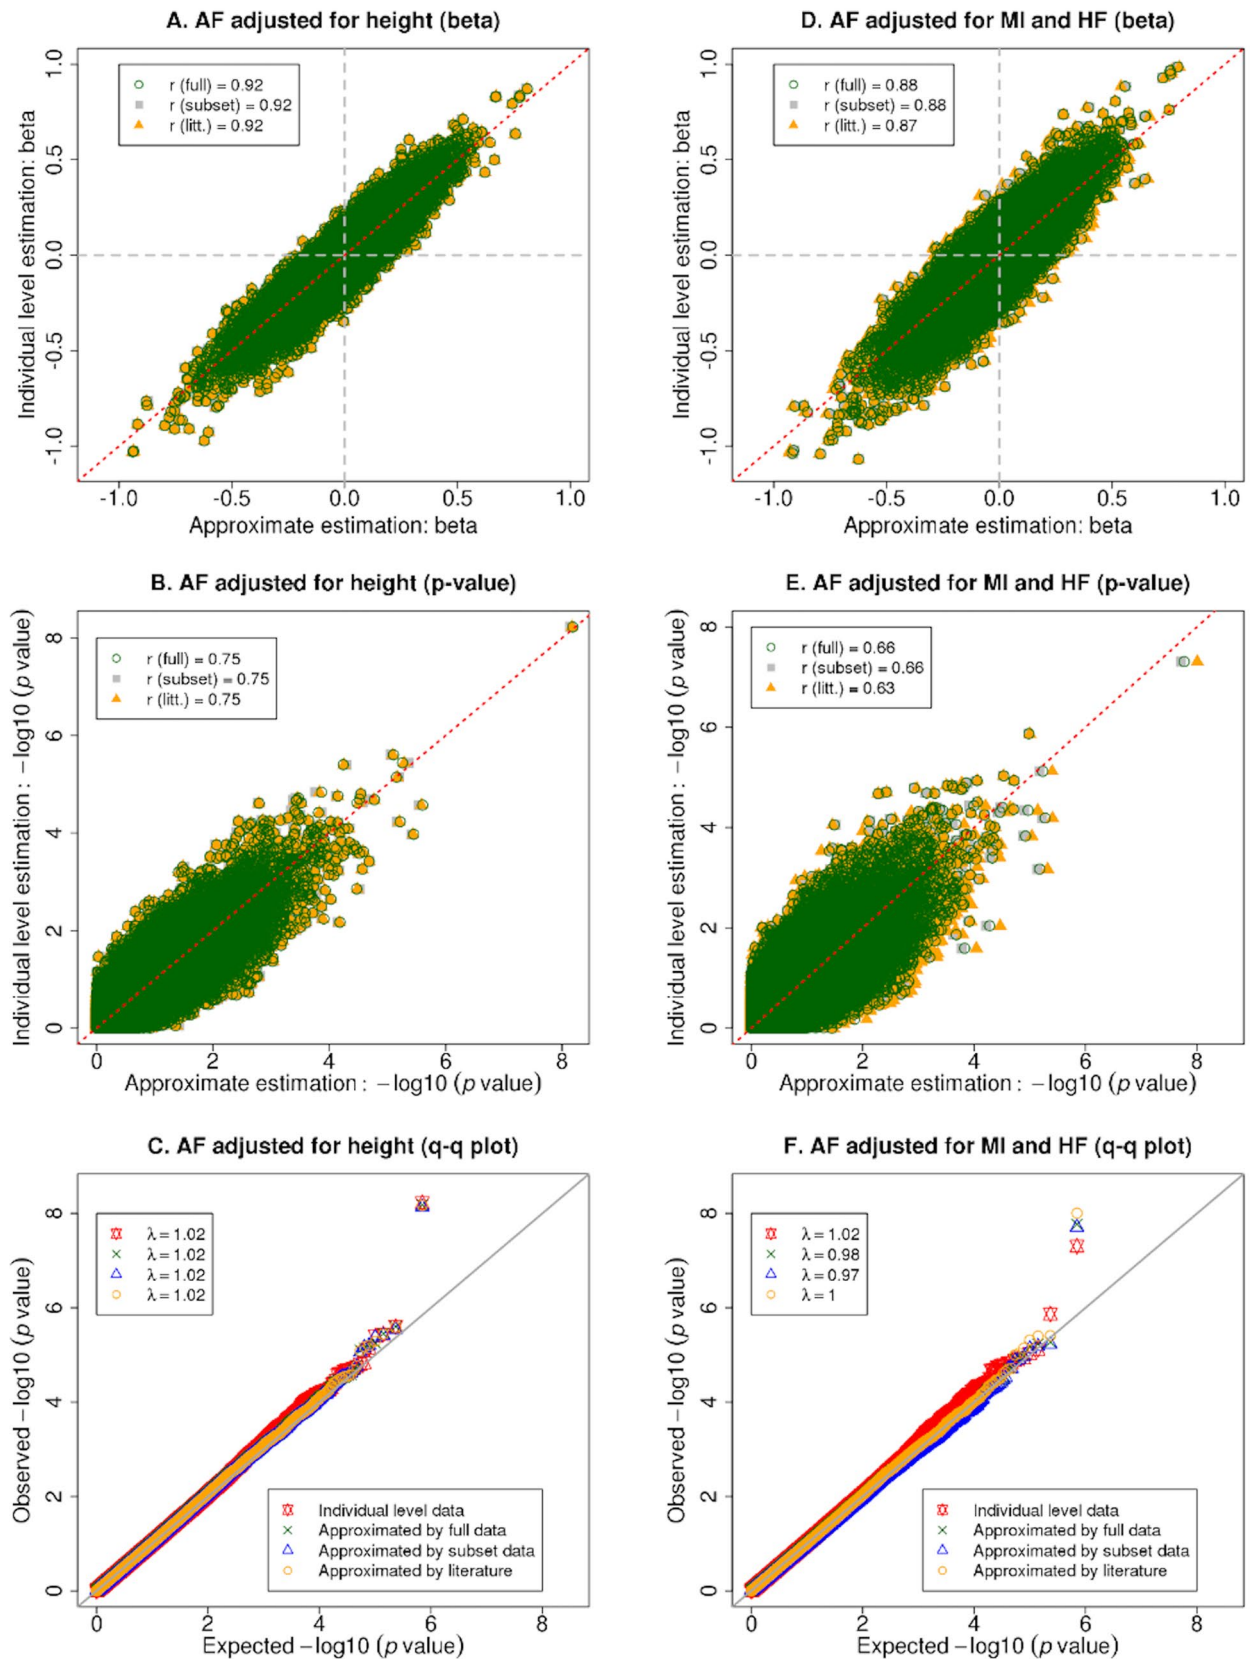 A. AF adjusted for height (beta)
1.0
0.5
0.0
-0.5
-1.0
Individual level estimation: beta
r (full) = 0.92
r (subset) = 0.92
r (litt.) = 0.92
-1.0 -0.5 0.0 0.5 1.0
Approximate estimation: beta
D. AF adjusted for MI and HF (beta)
1.0
0.5
0.0
-0.5
-1.0
Individual level estimation: beta
r (full) = 0.88
r (subset) = 0.88
r (litt.) = 0.87
-1.0 -0.5 0.0 0.5 1.0
Approximate estimation: beta
B. AF adjusted for height (p-value)
8
6
4
2
0
Individual level estimation : −log10 (p value)
r (full) = 0.75
r (subset) = 0.75
r (litt.) = 0.75
0 2 4 6 8
Approximate estimation : −log10 (p value)
E. AF adjusted for MI and HF (p-value)
8
6
4
2
0
Individual level estimation : −log10 (p value)
r (full) = 0.66
r (subset) = 0.66
r (litt.) = 0.63
0 2 4 6 8
Approximate estimation : −log10 (p value)
C. AF adjusted for height (q-q plot)
8
6
4
2
0
Observed −log10 (p value)
λ = 1.02
λ = 1.02
λ = 1.02
λ = 1.02
Individual level data
Approximated by full data
Approximated by subset data
Approximated by literature
0 2 4 6 8
Expected −log10 (p value)
F. AF adjusted for MI and HF (q-q plot)
8
6
4
2
0
Observed −log10 (p value)
λ = 1.02
λ = 0.98
λ = 0.97
λ = 1
Individual level data
Approximated by full data
Approximated by subset data
Approximated by literature
0 2 4 6 8
Expected −log10 (p value)